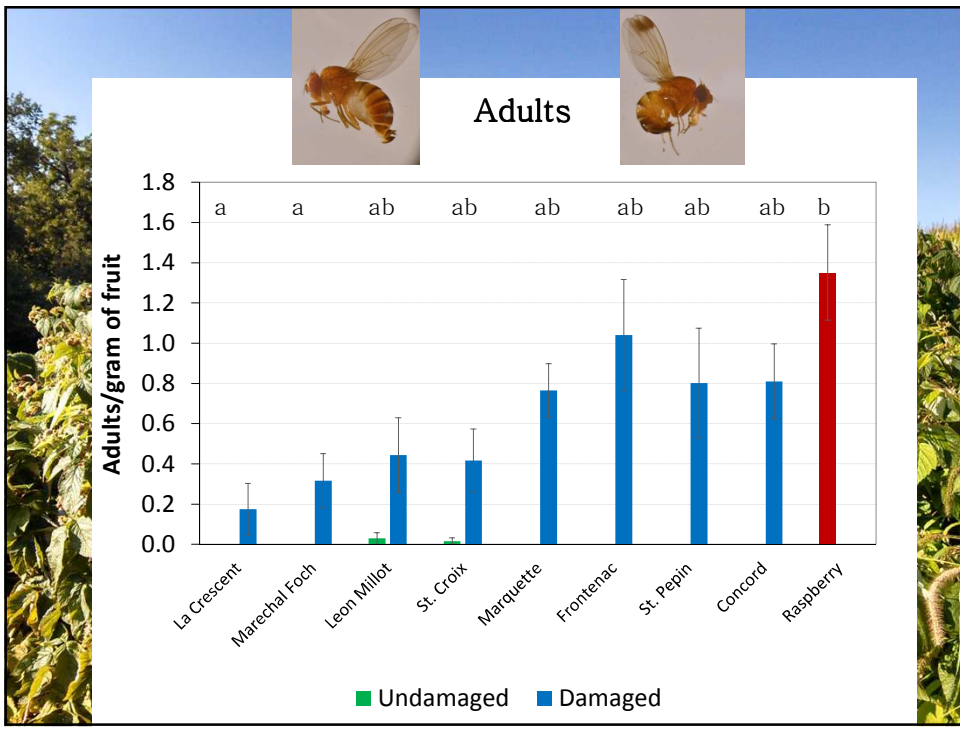 Adults
Adults/gram of fruit
1.8
1.6
1.4
1.2
1.0
0.8
0.6
0.4
0.2
0.0
a a ab ab ab ab ab ab b
La Crescent
Marechal Foch
Leon Millot
St. Croix
Marquette
Frontenac
St. Pepin
Concord
Raspberry
Undamaged Damaged